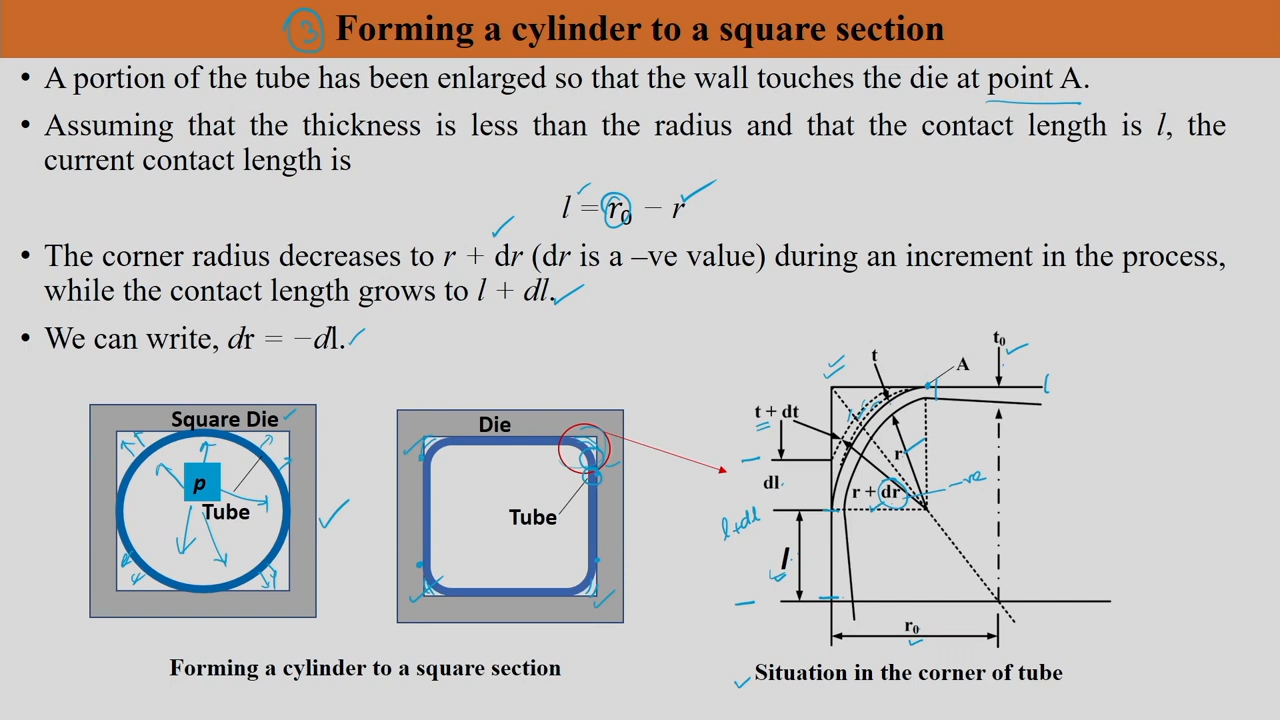 3 Forming a cylinder to a square section
• A portion of the tube has been enlarged so that the wall touches the die at point A.
• Assuming that the thickness is less than the radius and that the contact length is l, the
current contact length is
l = r₀ − r
• The corner radius decreases to r + dr (dr is a –ve value) during an increment in the process,
while the contact length grows to l + dl.
• We can write, dr = −dl.
Square Die
p
Tube
Die
Tube
t₀
t
A
t + dt
r
dl
r + dr
-ve
l+dl
l
r₀
Forming a cylinder to a square section
Situation in the corner of tube